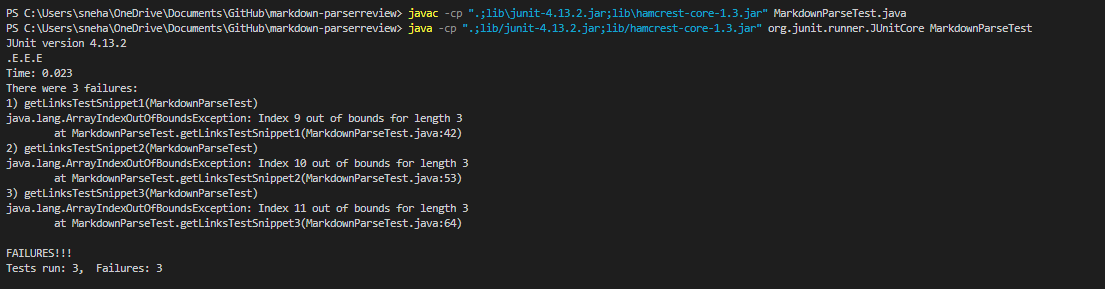 PS C:\Users\sneha\OneDrive\Documents\GitHub\markdown-parserreview> javac -cp ".;lib\junit-4.13.2.jar;lib\hamcrest-core-1.3.jar" MarkdownParseTest.java
PS C:\Users\sneha\OneDrive\Documents\GitHub\markdown-parserreview> java -cp ".;lib/junit-4.13.2.jar;lib/hamcrest-core-1.3.jar" org.junit.runner.JUnitCore MarkdownParseTest
JUnit version 4.13.2
.E.E.E
Time: 0.023
There were 3 failures:
1) getLinksTestSnippet1(MarkdownParseTest)
java.lang.ArrayIndexOutOfBoundsException: Index 9 out of bounds for length 3
        at MarkdownParseTest.getLinksTestSnippet1(MarkdownParseTest.java:42)
2) getLinksTestSnippet2(MarkdownParseTest)
java.lang.ArrayIndexOutOfBoundsException: Index 10 out of bounds for length 3
        at MarkdownParseTest.getLinksTestSnippet2(MarkdownParseTest.java:53)
3) getLinksTestSnippet3(MarkdownParseTest)
java.lang.ArrayIndexOutOfBoundsException: Index 11 out of bounds for length 3
        at MarkdownParseTest.getLinksTestSnippet3(MarkdownParseTest.java:64)

FAILURES!!!
Tests run: 3,  Failures: 3